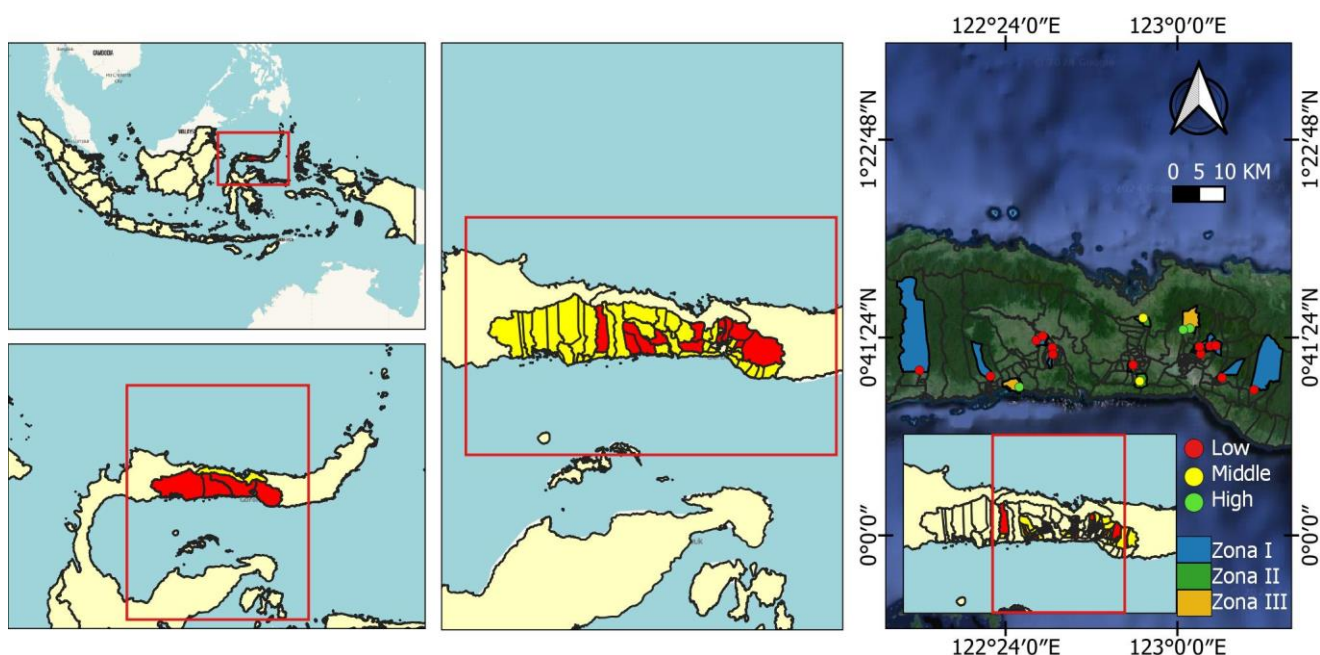 CAMBODIA
122°24′0″E 123°0′0″E
1°22′48″N
1°22′48″N
0 5 10 KM
0°41′24″N
0°41′24″N
Low
Middle
High
0°0′0″
0°0′0″
Zona I
Zona II
Zona III
122°24′0″E 123°0′0″E